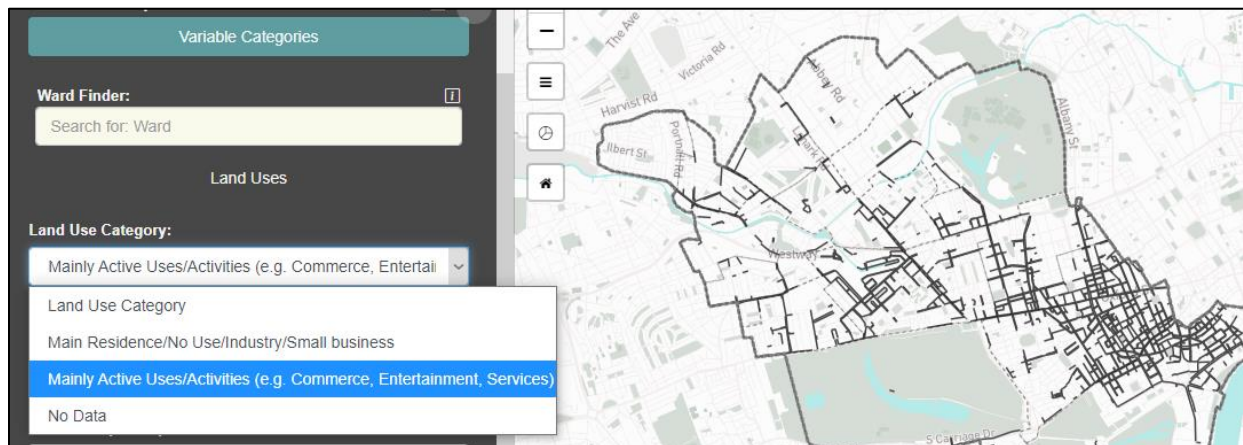 Variable Categories
Ward Finder:
i
Search for: Ward
Land Uses
Land Use Category:
Mainly Active Uses/Activities (e.g. Commerce, Entertai
Land Use Category
Main Residence/No Use/Industry/Small business
Mainly Active Uses/Activities (e.g. Commerce, Entertainment, Services)
No Data
The Ave
Victoria Rd
Harvist Rd
Ilbert St
Portnall Rd
Abbey Rd
Albany St
Westway
S Carriage Dr